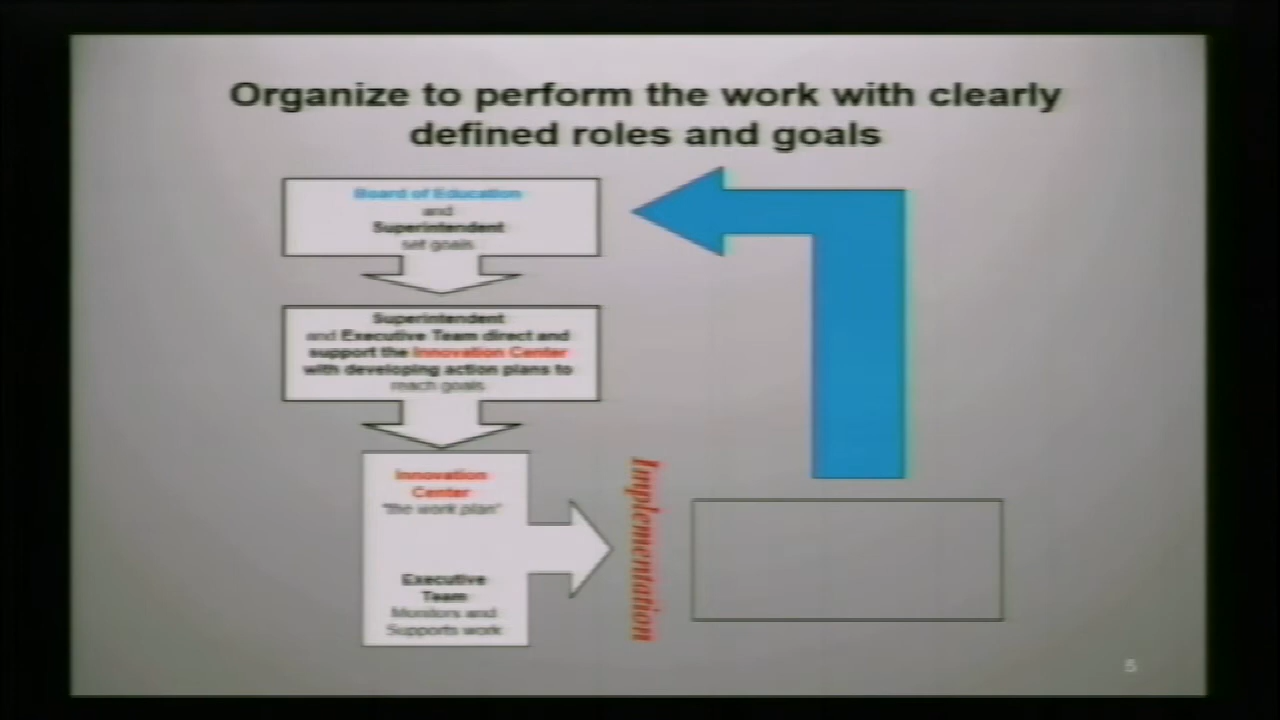 Organize to perform the work with clearly
defined roles and goals
Board of Education
and
Superintendent
set goals
Superintendent
and Executive Team direct and
support the Innovation Center
with developing action plans to
reach goals
Innovation
Center
"the work plan"
Executive
Team
Monitors and
Supports work
Implementation
5